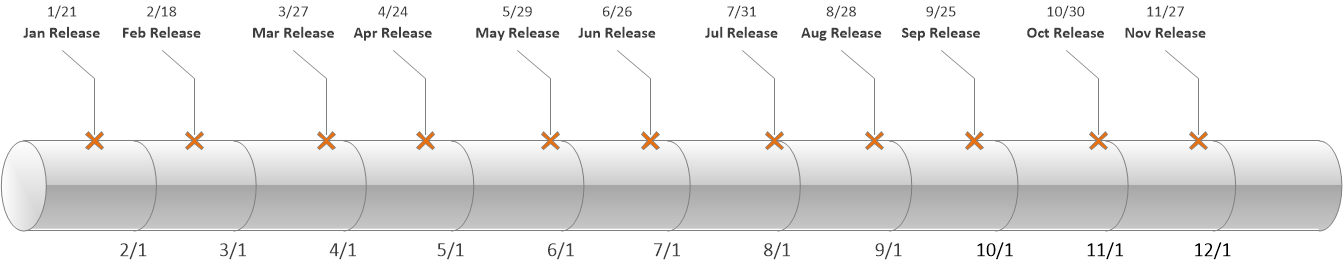 1/21
Jan Release
2/18
Feb Release
3/27
Mar Release
4/24
Apr Release
5/29
May Release
6/26
Jun Release
7/31
Jul Release
8/28
Aug Release
9/25
Sep Release
10/30
Oct Release
11/27
Nov Release
2/1
3/1
4/1
5/1
6/1
7/1
8/1
9/1
10/1
11/1
12/1